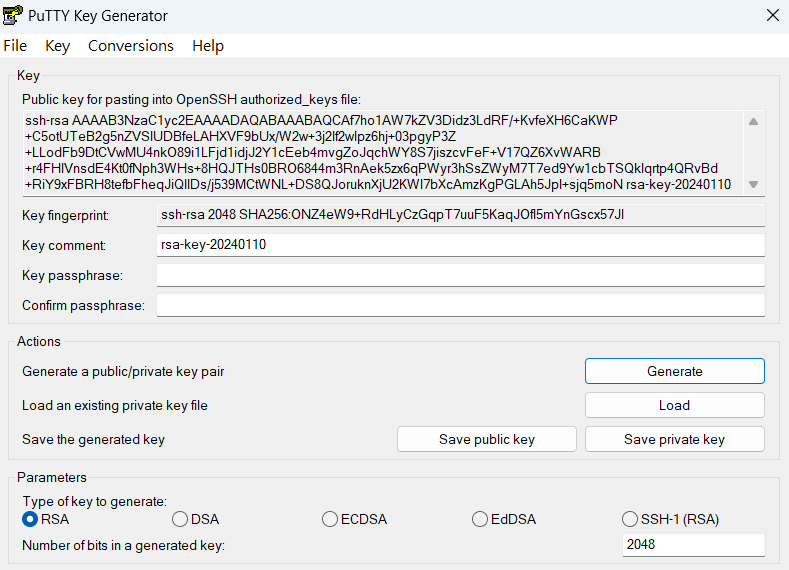 PuTTY Key Generator
File Key Conversions Help
Key
Public key for pasting into OpenSSH authorized_keys file:
ssh-rsa AAAAB3NzaC1yc2EAAAADAQABAAABAQCAf7ho1AW7kZV3Didz3LdRF/+KvfeXH6CaKWP
+C5otUTeB2g5nZVSIUDBfeLAHXVF9bUx/W2w+3j2lf2wlpz6hj+03pgyP3Z
+LLodFb9DtCVwMU4nkO89i1LFjd1idjJ2Y1cEeb4mvgZoJqchWY8S7jiszcvFeF+V17QZ6XvWARB
+r4FHIVnsdE4Kt0fNph3WHs+8HQJTHs0BRO6844m3RnAek5zx6qPWyr3hSsZWyM7T7ed9Yw1cbTSQklqrtp4QRvBd
+RiY9xFBRH8tefbFheqJiQIlDs/j539MCtWNL+DS8QJoruknXjU2KWI7bXcAmzKgPGLAh5JpI+sjq5moN rsa-key-20240110
Key fingerprint: ssh-rsa 2048 SHA256:ONZ4eW9+RdHLyCzGqpT7uuF5KaqJOfl5mYnGscx57JI
Key comment: rsa-key-20240110
Key passphrase:
Confirm passphrase:
Actions
Generate a public/private key pair Generate
Load an existing private key file Load
Save the generated key Save public key Save private key
Parameters
Type of key to generate:
RSA DSA ECDSA EdDSA SSH-1 (RSA)
Number of bits in a generated key: 2048